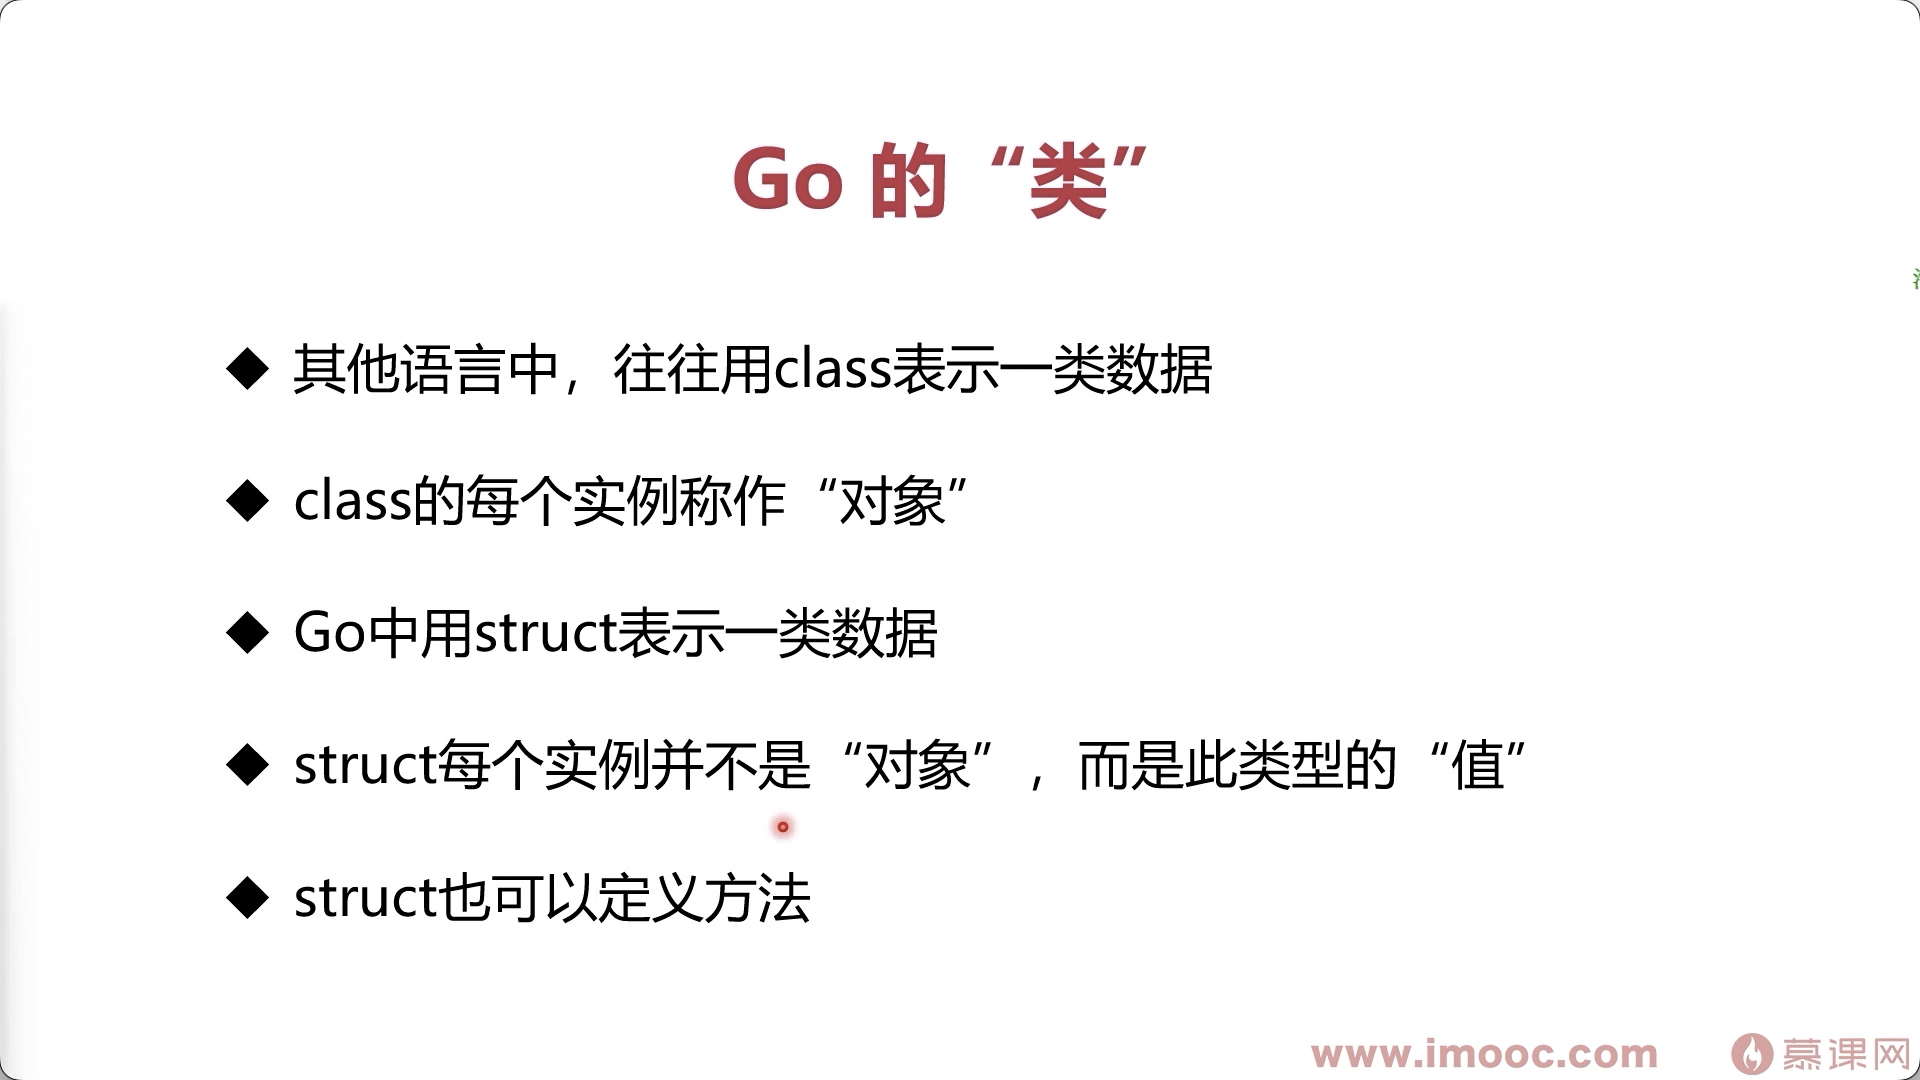 Go 的“类”
◆ 其他语言中，往往用class表示一类数据
◆ class的每个实例称作“对象”
◆ Go中用struct表示一类数据
◆ struct每个实例并不是“对象”，而是此类型的“值”
◆ struct也可以定义方法
www.imooc.com 慕课网